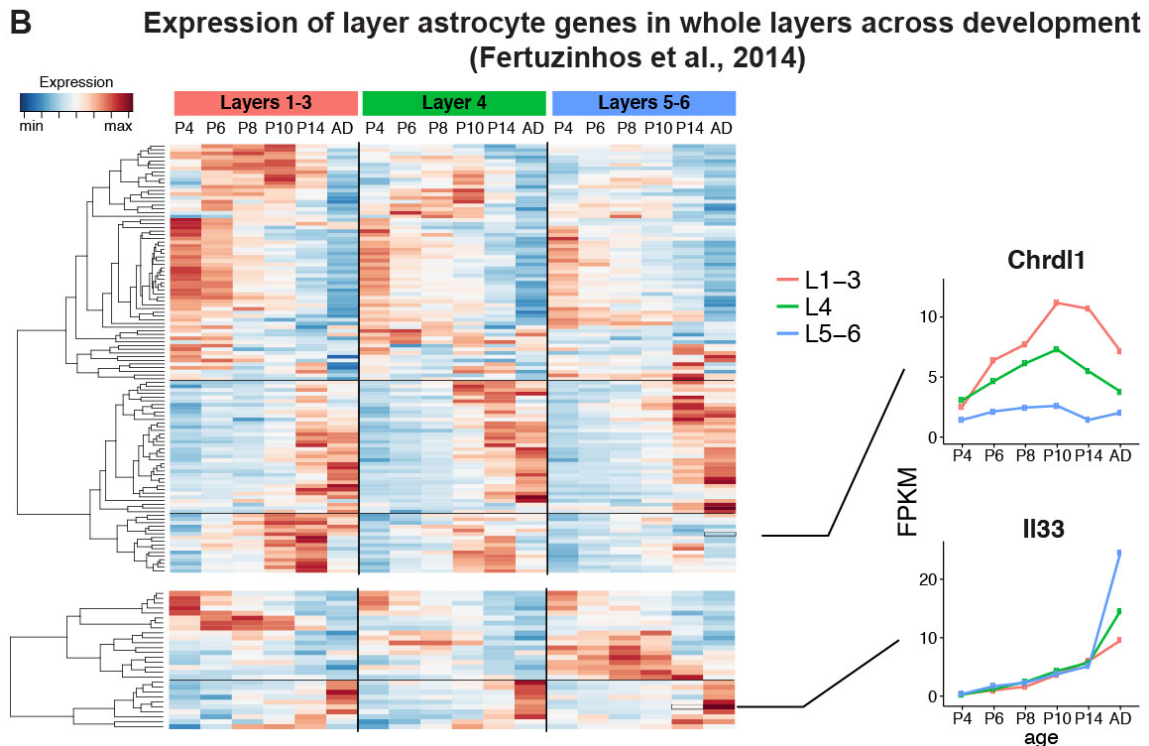 B
Expression of layer astrocyte genes in whole layers across development
(Fertuzinhos et al., 2014)
Expression
min max
Layers 1-3 Layer 4 Layers 5-6
P4 P6 P8 P10 P14 AD P4 P6 P8 P10 P14 AD P4 P6 P8 P10 P14 AD
L1–3
L4
L5–6
Chrdl1
10
5
0
P4 P6 P8 P10 P14 AD
FPKM
Il33
20
10
0
P4 P6 P8 P10 P14 AD
age